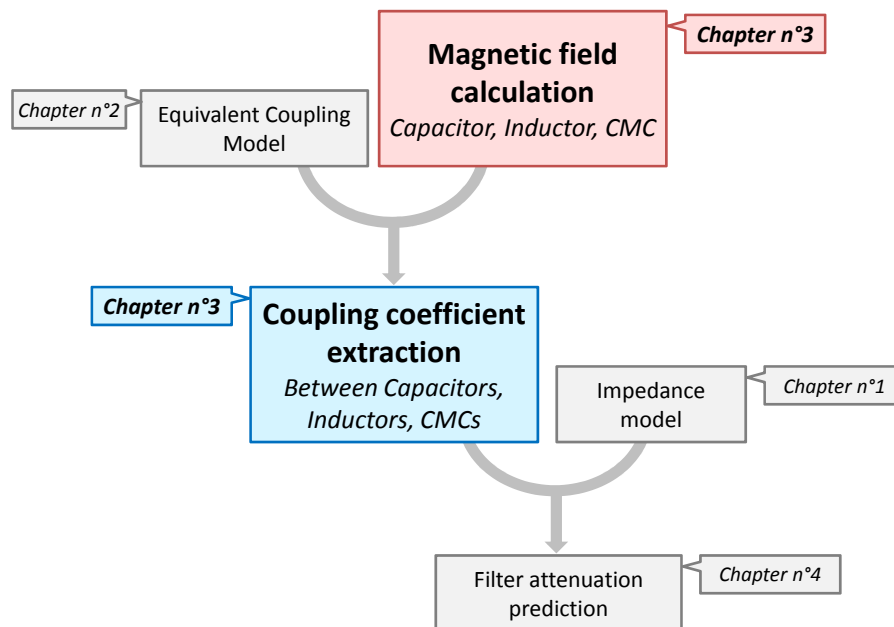 Chapter n°3
Magnetic field
calculation
Capacitor, Inductor, CMC
Chapter n°2
Equivalent Coupling
Model
Chapter n°3
Coupling coefficient
extraction
Between Capacitors,
Inductors, CMCs
Chapter n°1
Impedance
model
Chapter n°4
Filter attenuation
prediction